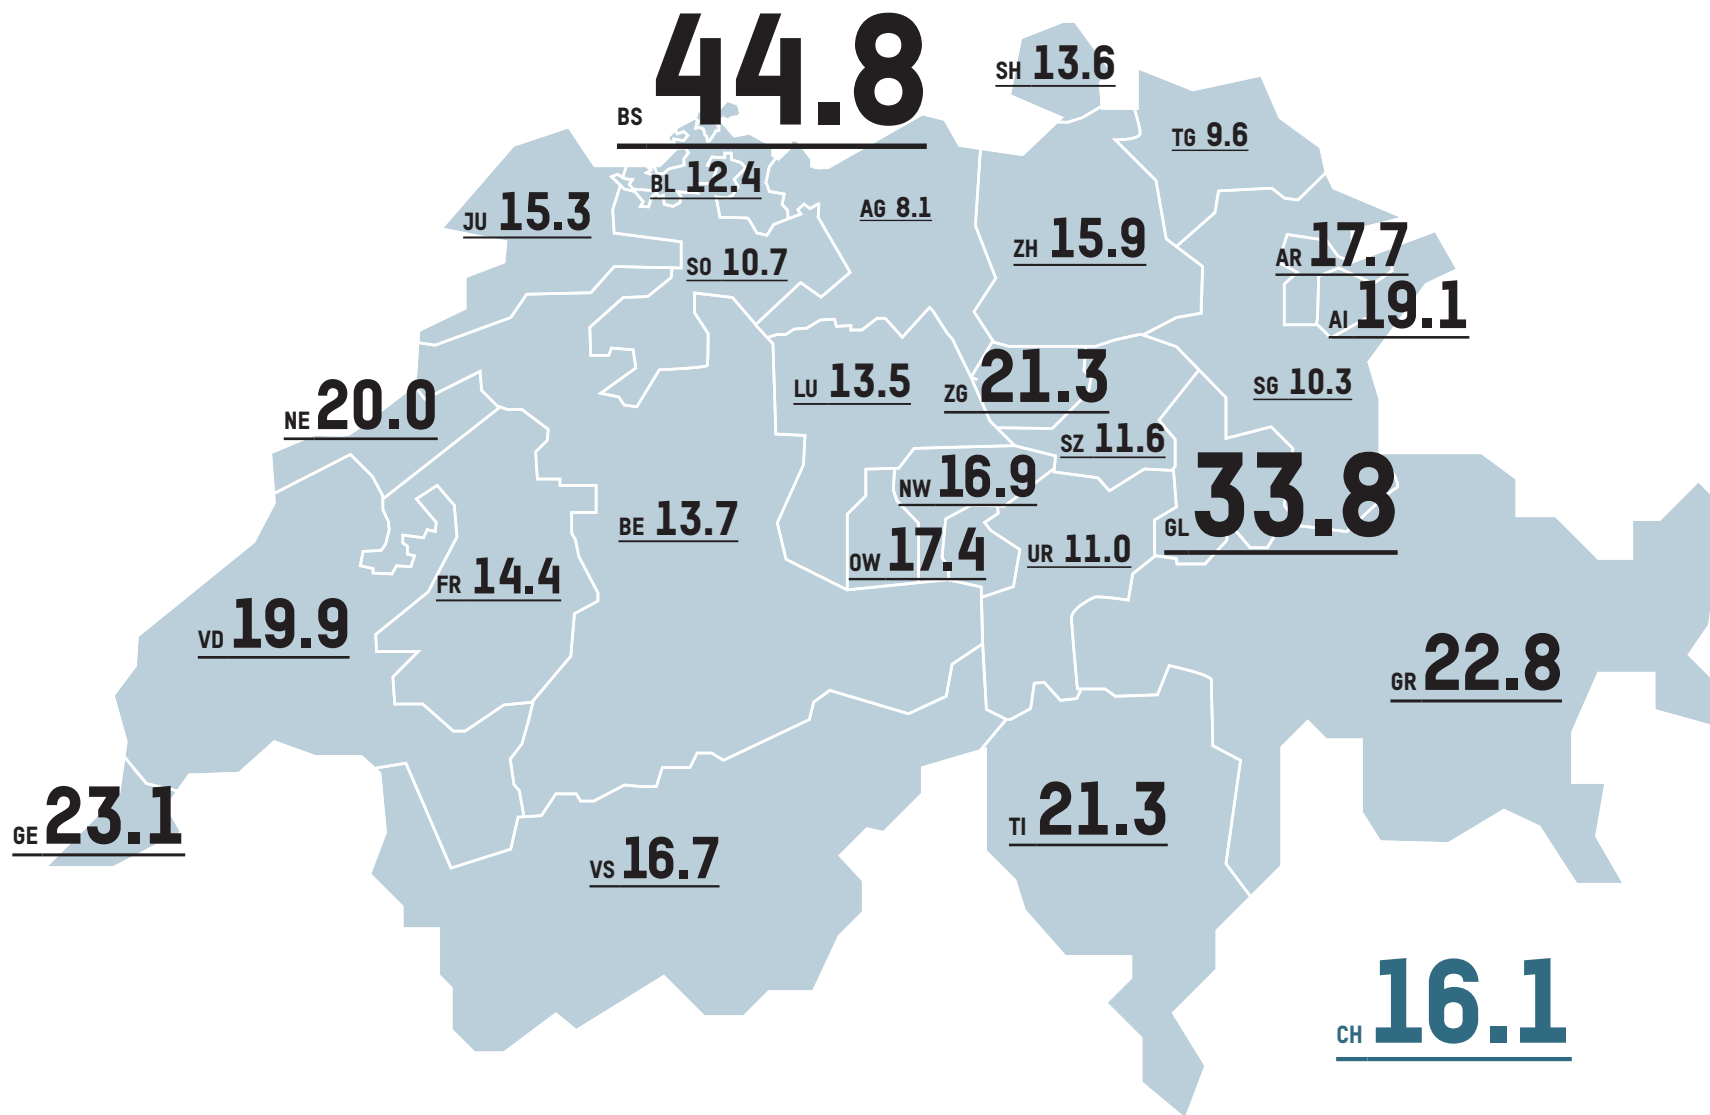 BS 44.8
SH 13.6
TG 9.6
BL 12.4
JU 15.3
AG 8.1
ZH 15.9
AR 17.7
SO 10.7
AI 19.1
NE 20.0
LU 13.5
ZG 21.3
SG 10.3
SZ 11.6
NW 16.9
GL 33.8
BE 13.7
OW 17.4
UR 11.0
FR 14.4
VD 19.9
GR 22.8
GE 23.1
TI 21.3
VS 16.7
CH 16.1